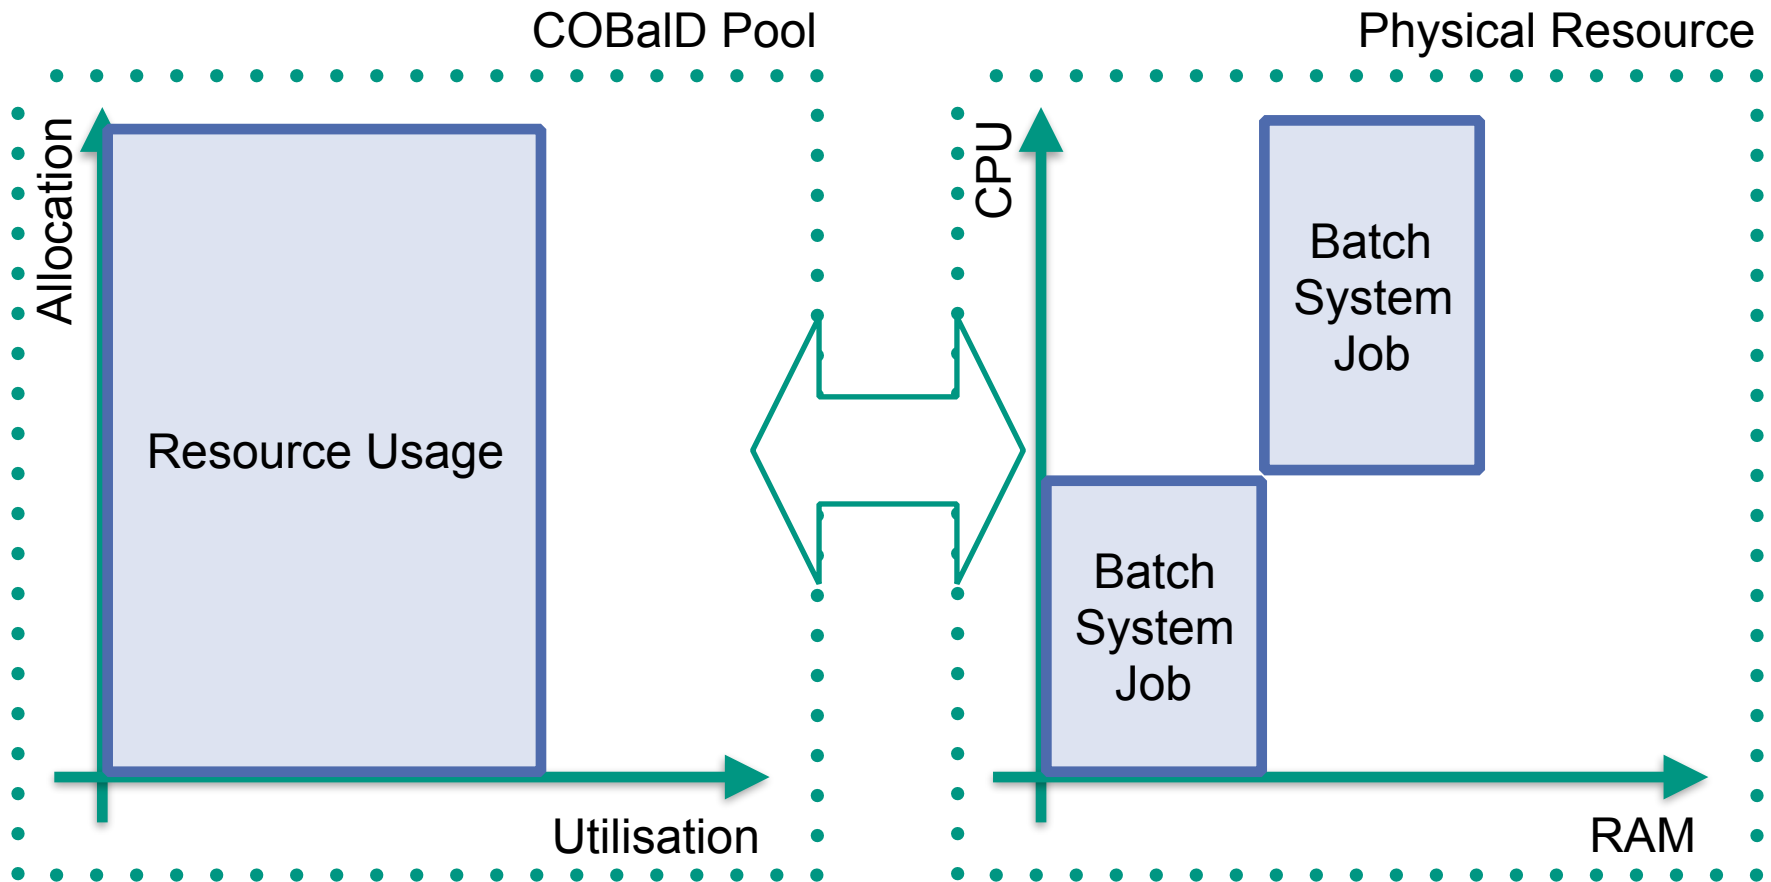 COBalD Pool
Allocation
Resource Usage
Utilisation
Physical Resource
CPU
Batch
System
Job
Batch
System
Job
RAM